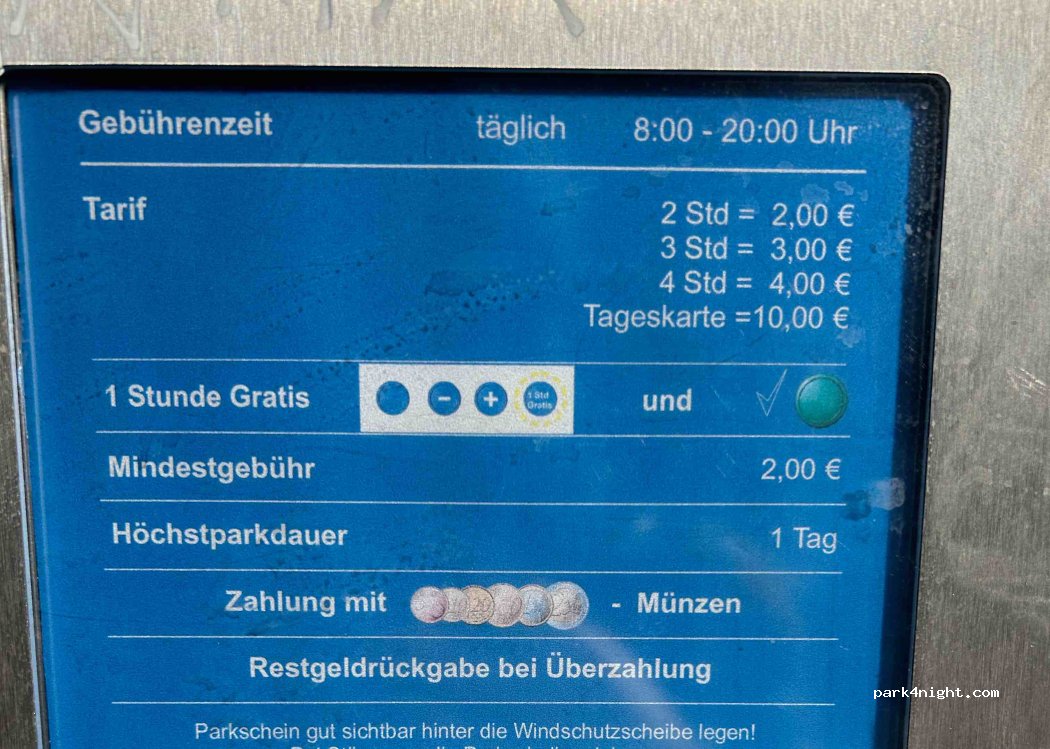 Gebührenzeit täglich 8:00 - 20:00 Uhr
Tarif 2 Std = 2,00 €
3 Std = 3,00 €
4 Std = 4,00 €
Tageskarte =10,00 €
1 Stunde Gratis - + 1 Std Gratis und
Mindestgebühr 2,00 €
Höchstparkdauer 1 Tag
Zahlung mit - Münzen
Restgeldrückgabe bei Überzahlung
park4night.com
Parkschein gut sichtbar hinter die Windschutzscheibe legen!